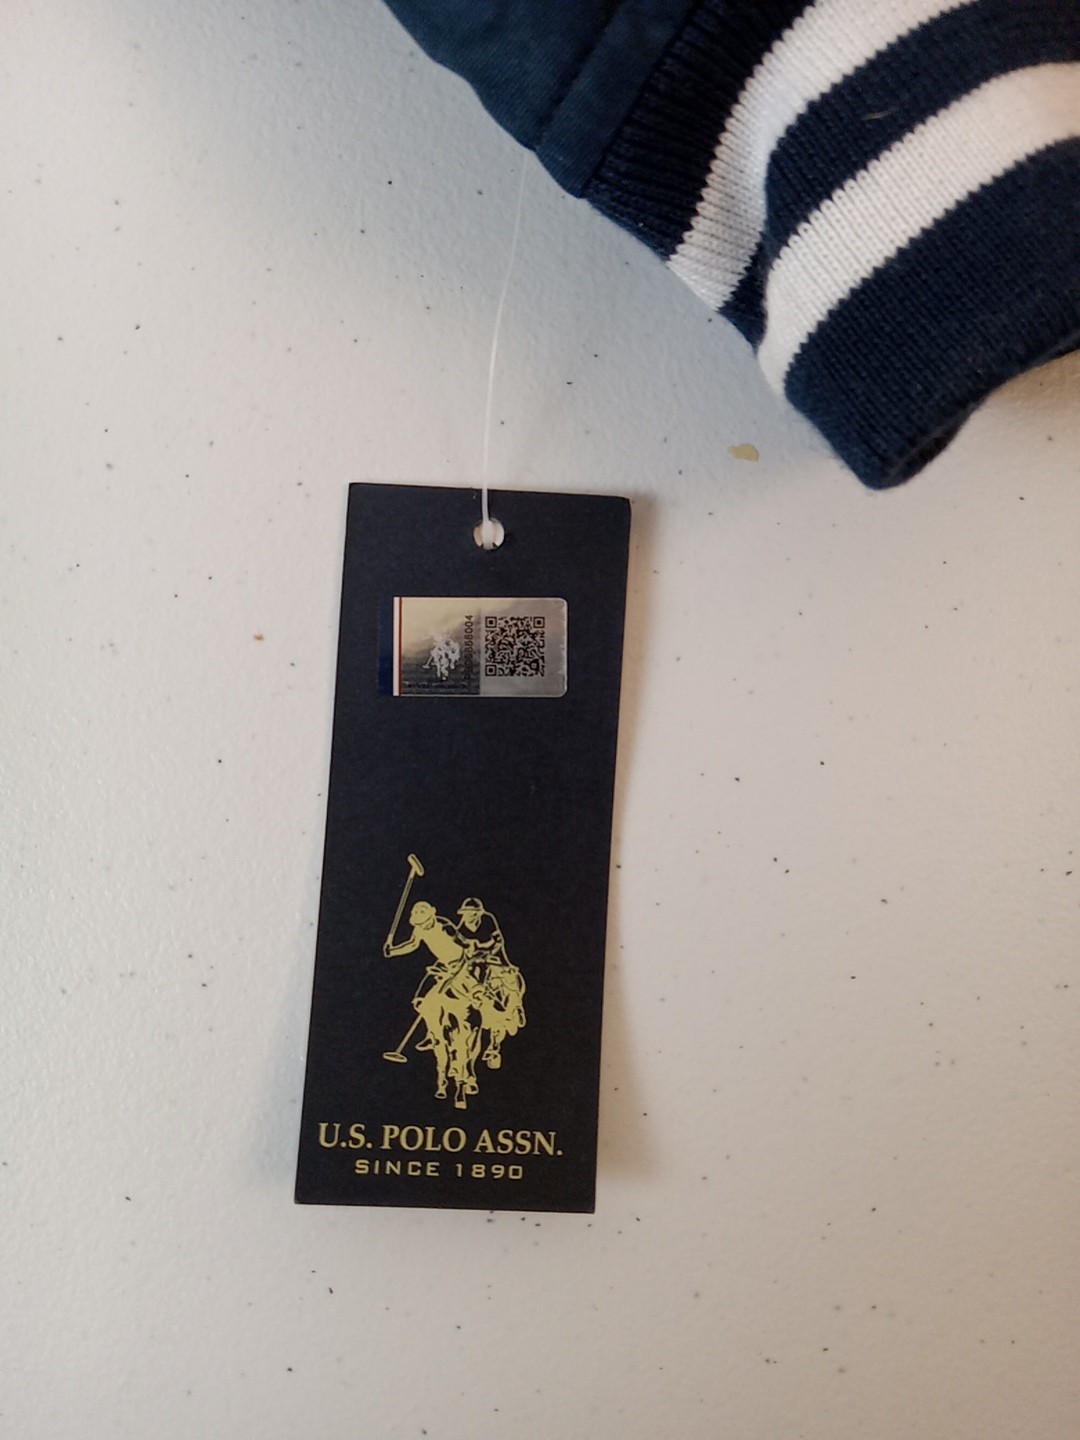 U.S. POLO ASSN.
SINCE 1890